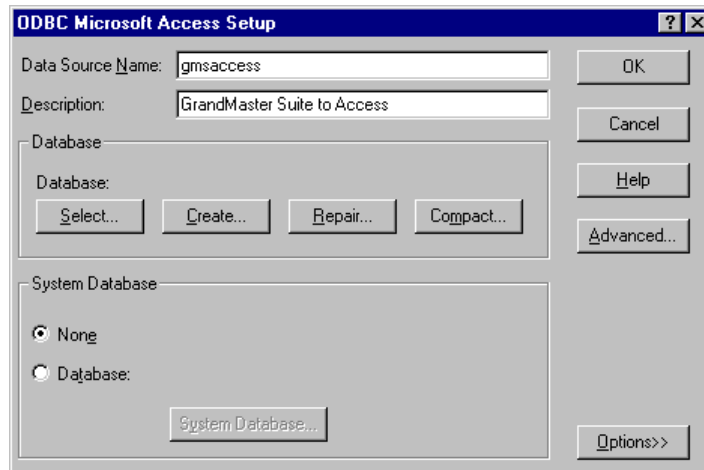 ODBC Microsoft Access Setup
Data Source Name: gmsaccess
OK
Description: GrandMaster Suite to Access
Cancel
Database
Database:
Help
Select... Create... Repair... Compact...
Advanced...
System Database
None
Database:
System Database...
Options>>